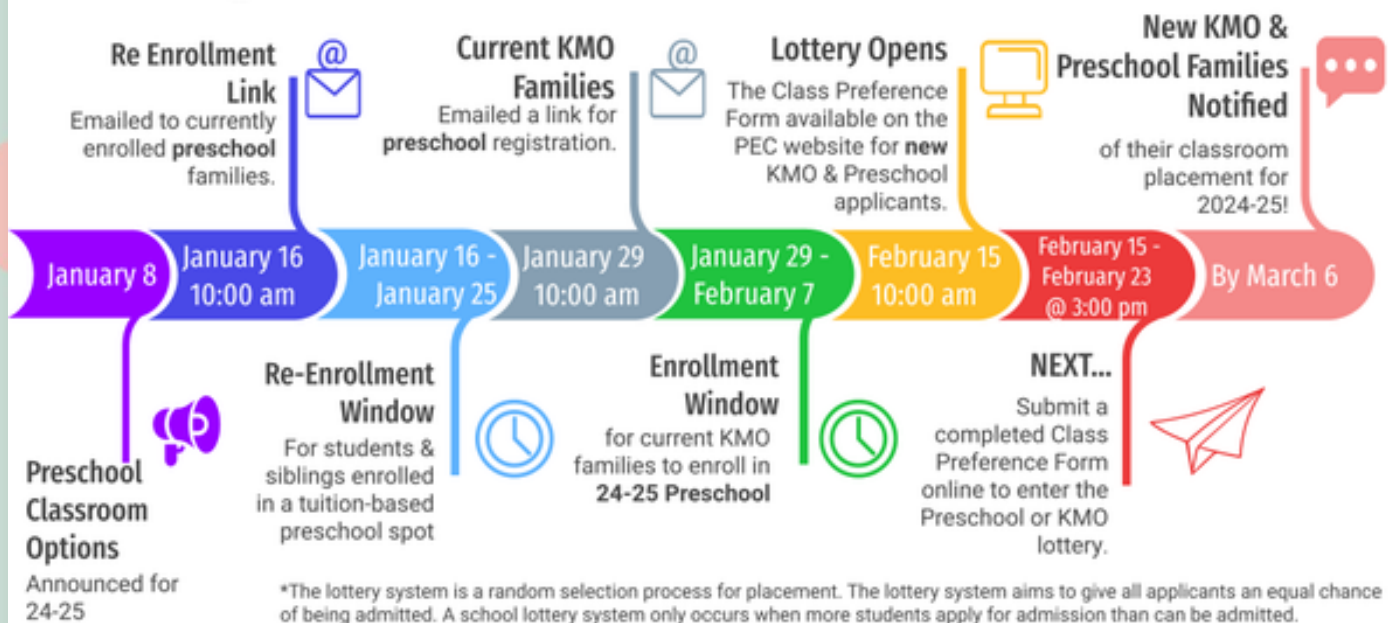 Re Enrollment
Link
Emailed to currently
enrolled preschool
families.
@
Current KMO
Families
Emailed a link for
preschool registration.
@
Lottery Opens
The Class Preference
Form available on the
PEC website for new
KMO & Preschool
applicants.
New KMO &
Preschool Families
Notified
of their classroom
placement for
2024-25!
January 8
January 16
10:00 am
January 16 -
January 25
January 29
10:00 am
January 29 -
February 7
February 15
10:00 am
February 15 -
February 23
@ 3:00 pm
By March 6
Preschool
Classroom
Options
Announced for
24-25
Re-Enrollment
Window
For students &
siblings enrolled
in a tuition-based
preschool spot
Enrollment
Window
for current KMO
families to enroll in
24-25 Preschool
NEXT...
Submit a
completed Class
Preference Form
online to enter the
Preschool or KMO
lottery.
*The lottery system is a random selection process for placement. The lottery system aims to give all applicants an equal chance
of being admitted. A school lottery system only occurs when more students apply for admission than can be admitted.